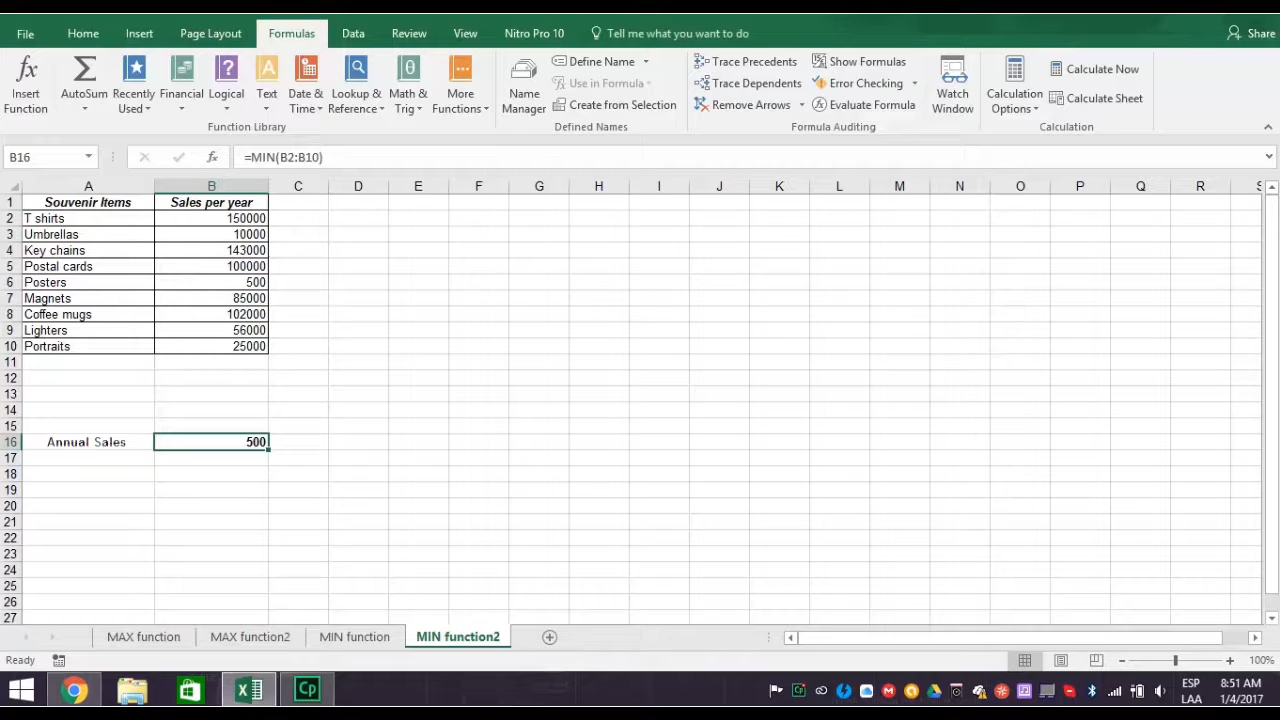 File Home Insert Page Layout Formulas Data Review View Nitro Pro 10 Tell me what you want to do Share
Insert Function
AutoSum
Recently Used
Financial
Logical
Text
Date & Time
Lookup & Reference
Math & Trig
More Functions
Function Library
Name Manager
Define Name
Use in Formula
Create from Selection
Defined Names
Trace Precedents
Trace Dependents
Remove Arrows
Show Formulas
Error Checking
Evaluate Formula
Formula Auditing
Watch Window
Calculation Options
Calculate Now
Calculate Sheet
Calculation
B16 fx =MIN(B2:B10)
A B C D E F G H I J K L M N O P Q R S
1 Souvenir Items Sales per year
2 T shirts 150000
3 Umbrellas 10000
4 Key chains 143000
5 Postal cards 100000
6 Posters 500
7 Magnets 85000
8 Coffee mugs 102000
9 Lighters 56000
10 Portraits 25000
11
12
13
14
15
16 Annual Sales 500
17
18
19
20
21
22
23
24
25
26
27
MAX function MAX function2 MIN function MIN function2
Ready 100%
ESP 8:51 AM
LAA 1/4/2017